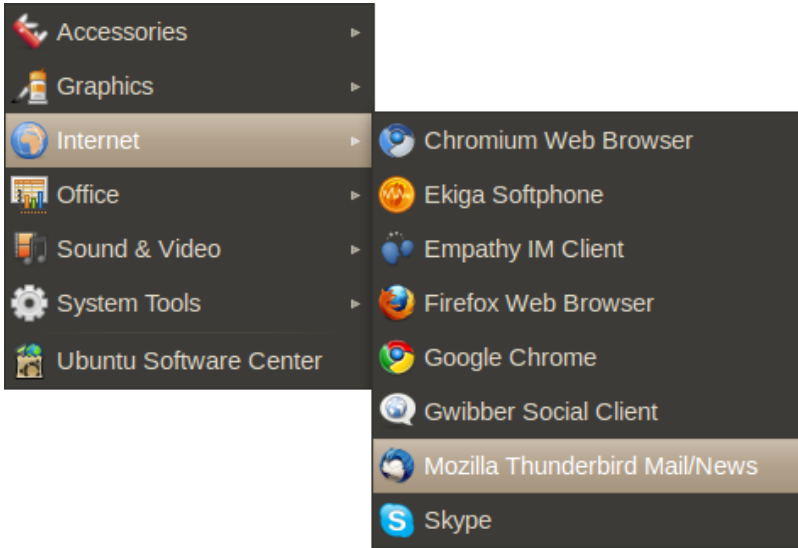 Accessories
Graphics
Internet
Office
Sound & Video
System Tools
Ubuntu Software Center
Chromium Web Browser
Ekiga Softphone
Empathy IM Client
Firefox Web Browser
Google Chrome
Gwibber Social Client
Mozilla Thunderbird Mail/News
Skype